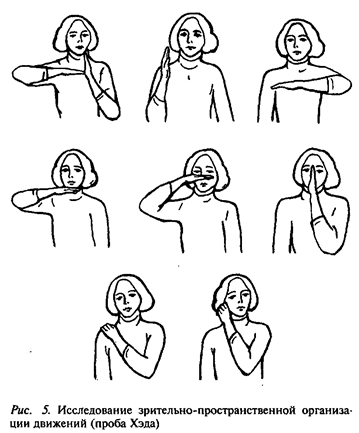 Рис. 5. Исследование зрительно-пространственной организа-
ции движений (проба Хэда)